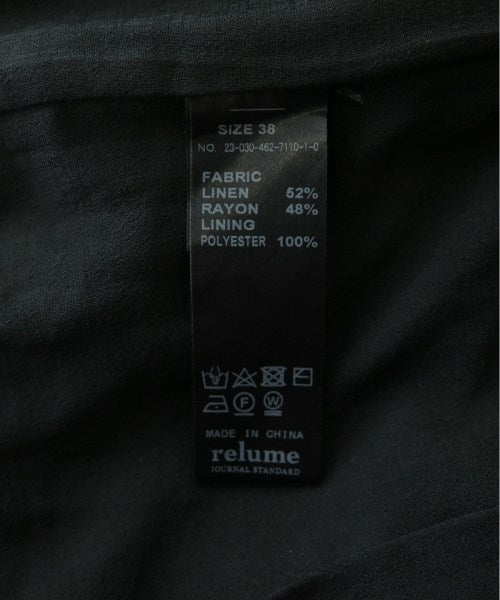 SIZE 38
NO. 23-030-462-7110-1-0
FABRIC
LINEN 52%
RAYON 48%
LINING
POLYESTER 100%
F W
MADE IN CHINA
relume
JOURNAL STANDARD